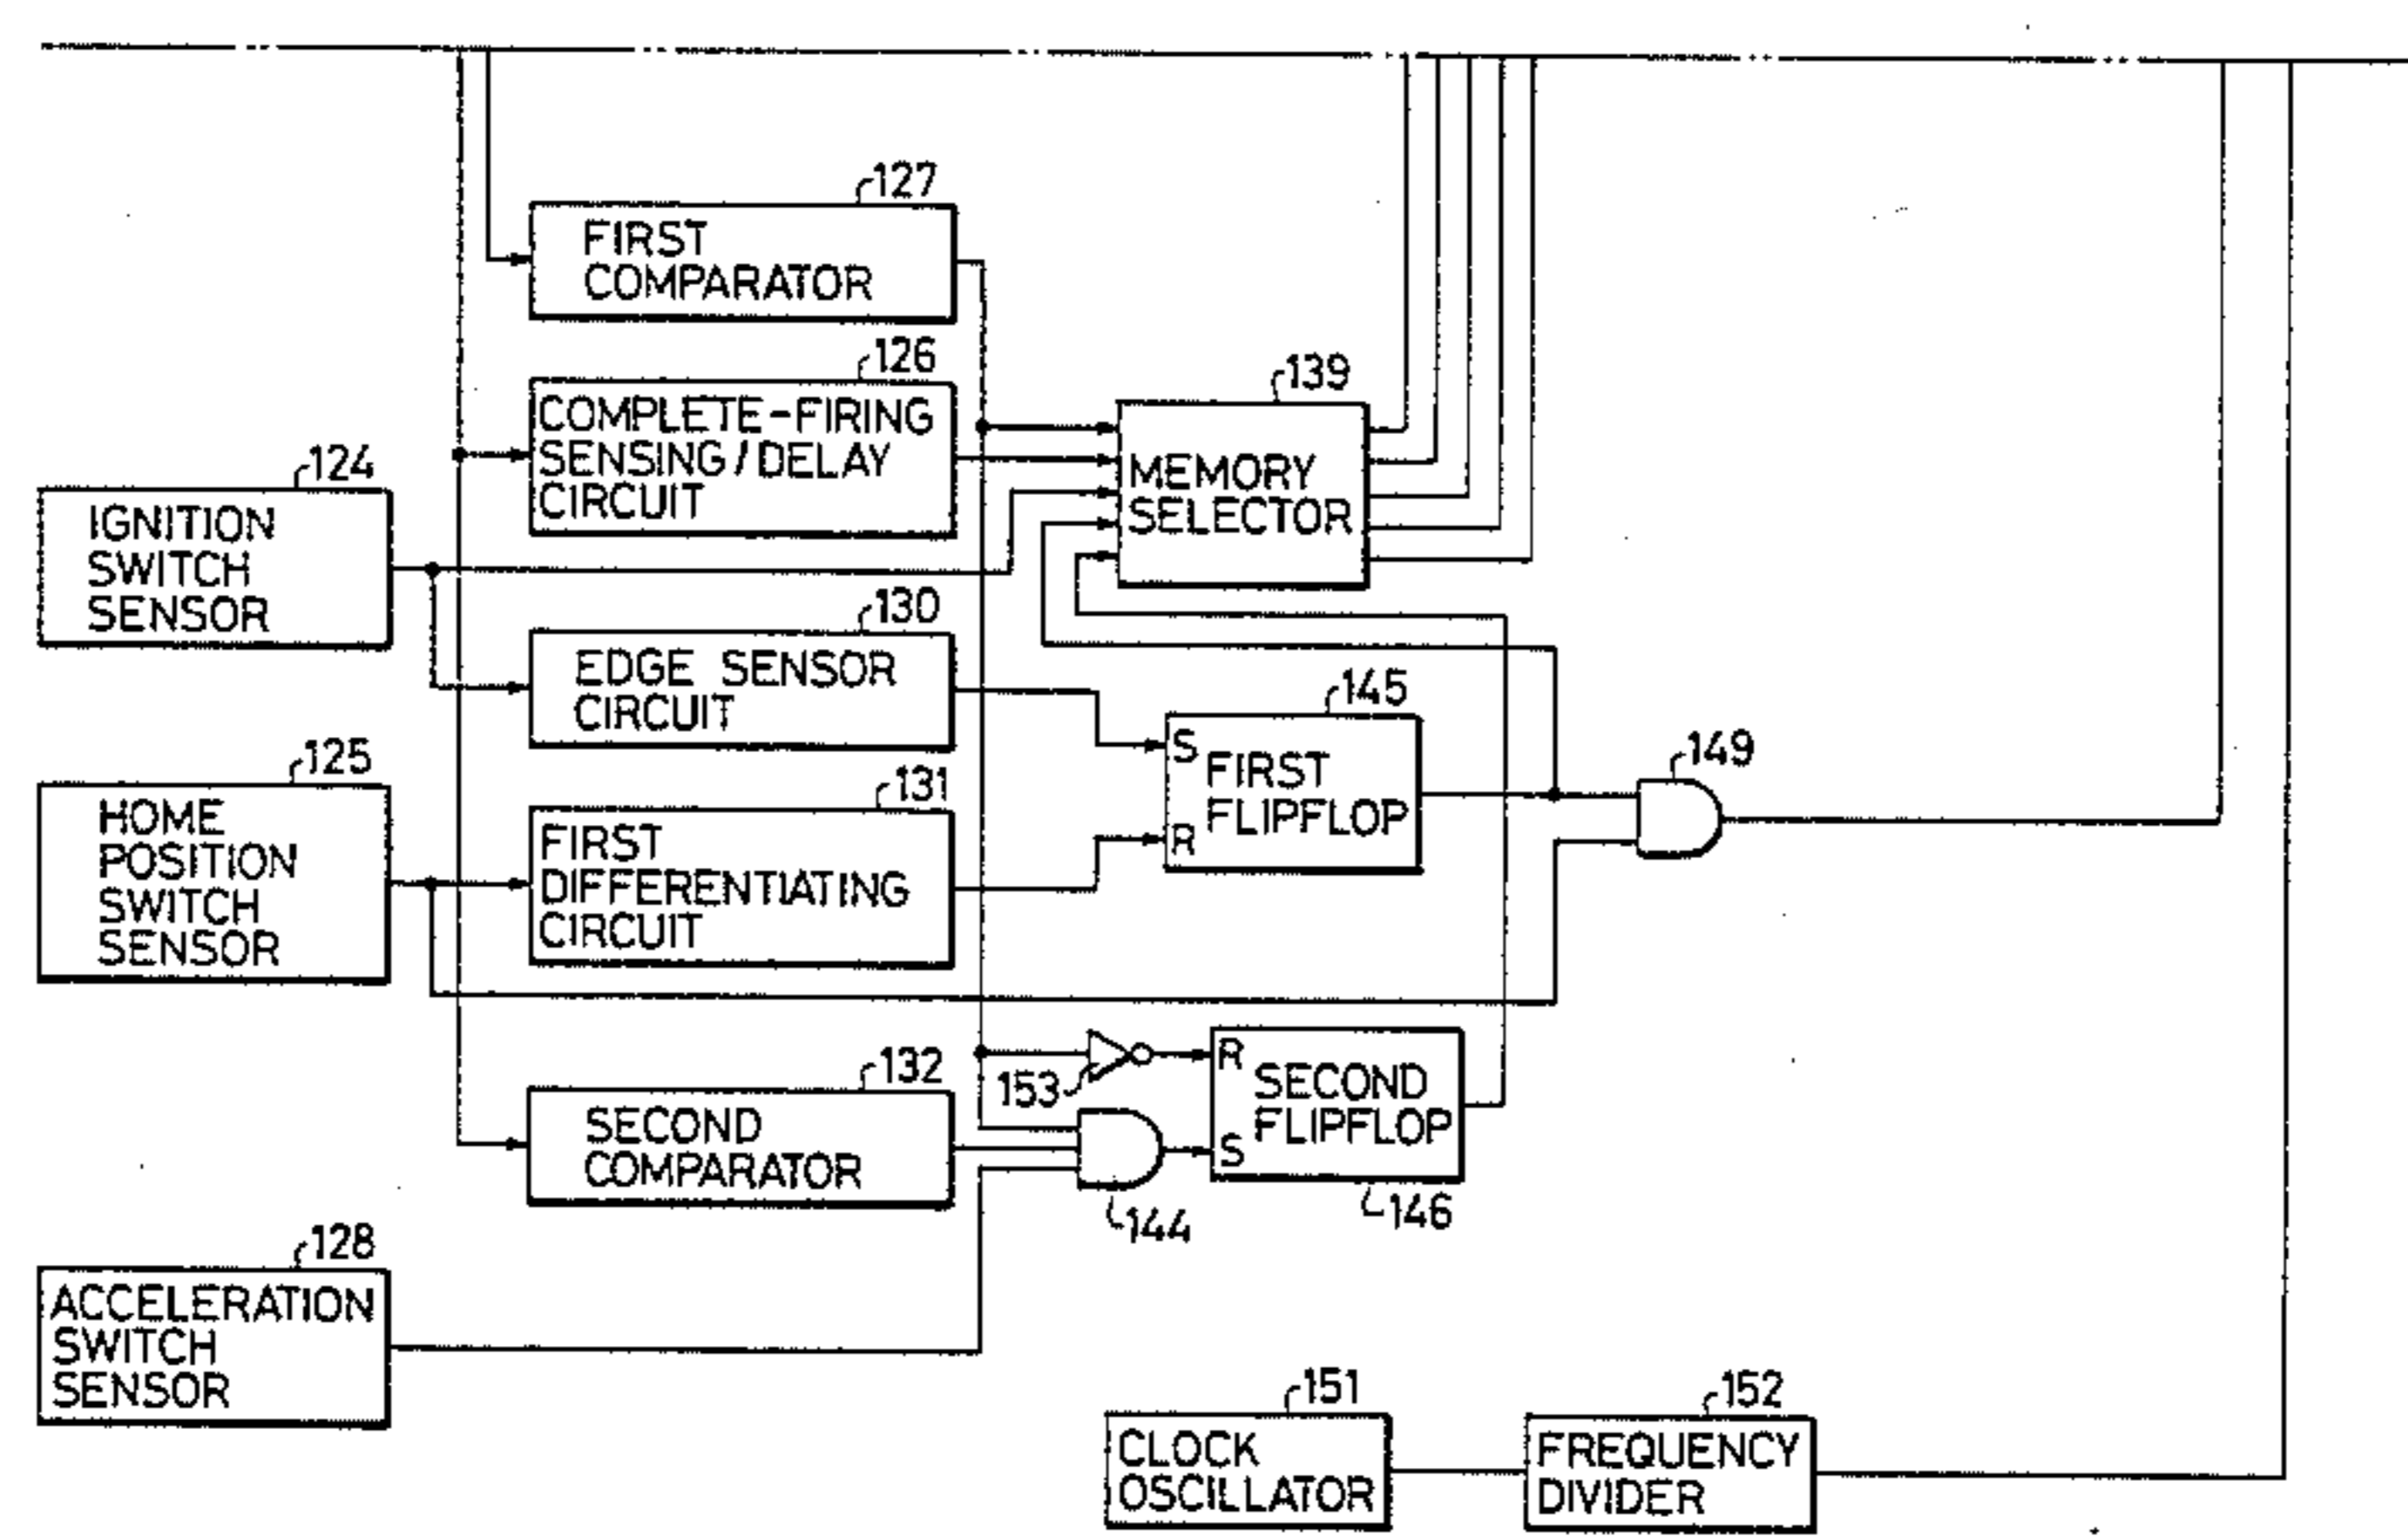 127
FIRST
COMPARATOR
126
COMPLETE-FIRING
SENSING/DELAY
CIRCUIT
139
MEMORY
SELECTOR
124
IGNITION
SWITCH
SENSOR
130
EDGE SENSOR
CIRCUIT
145
S
FIRST
FLIPFLOP
R
149
125
HOME
POSITION
SWITCH
SENSOR
131
FIRST
DIFFERENTIATING
CIRCUIT
132
SECOND
COMPARATOR
153
R
SECOND
FLIPFLOP
S
144
146
128
ACCELERATION
SWITCH
SENSOR
151
CLOCK
OSCILLATOR
152
FREQUENCY
DIVIDER